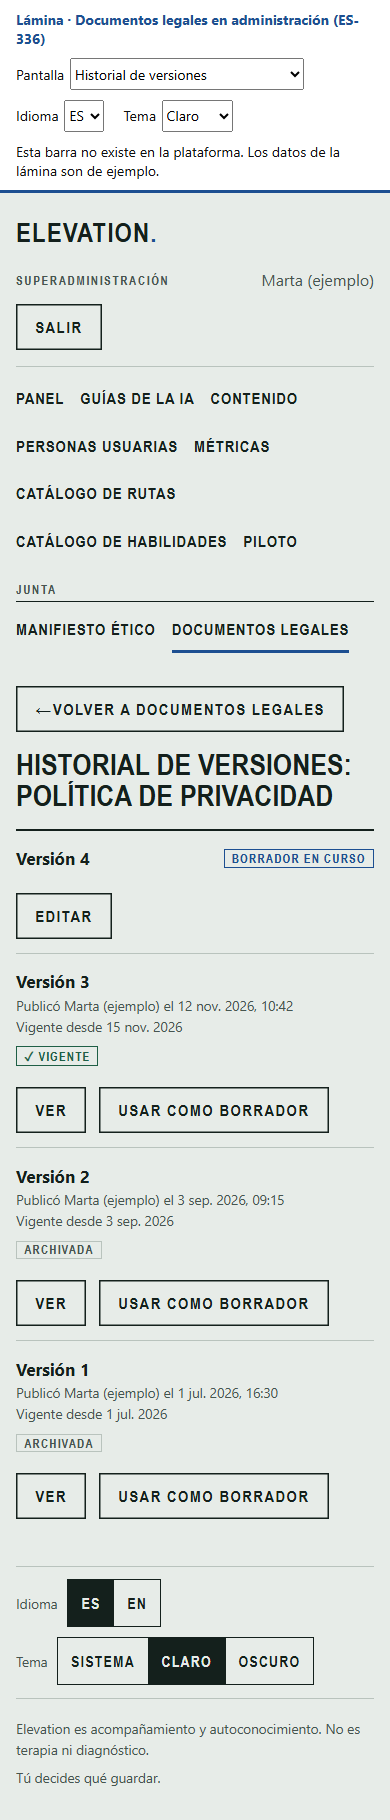 Lámina · Documentos legales en administración (ES-
336)
Pantalla Historial de versiones
Idioma ES Tema Claro
Esta barra no existe en la plataforma. Los datos de la
lámina son de ejemplo.
ELEVATION.
SUPERADMINISTRACIÓN Marta (ejemplo)
SALIR
PANEL GUÍAS DE LA IA CONTENIDO
PERSONAS USUARIAS MÉTRICAS
CATÁLOGO DE RUTAS
CATÁLOGO DE HABILIDADES PILOTO
JUNTA
MANIFIESTO ÉTICO DOCUMENTOS LEGALES
←VOLVER A DOCUMENTOS LEGALES
HISTORIAL DE VERSIONES:
POLÍTICA DE PRIVACIDAD
Versión 4 BORRADOR EN CURSO
EDITAR
Versión 3
Publicó Marta (ejemplo) el 12 nov. 2026, 10:42
Vigente desde 15 nov. 2026
✓ VIGENTE
VER USAR COMO BORRADOR
Versión 2
Publicó Marta (ejemplo) el 3 sep. 2026, 09:15
Vigente desde 3 sep. 2026
ARCHIVADA
VER USAR COMO BORRADOR
Versión 1
Publicó Marta (ejemplo) el 1 jul. 2026, 16:30
Vigente desde 1 jul. 2026
ARCHIVADA
VER USAR COMO BORRADOR
Idioma ES EN
Tema SISTEMA CLARO OSCURO
Elevation es acompañamiento y autoconocimiento. No es
terapia ni diagnóstico.
Tú decides qué guardar.